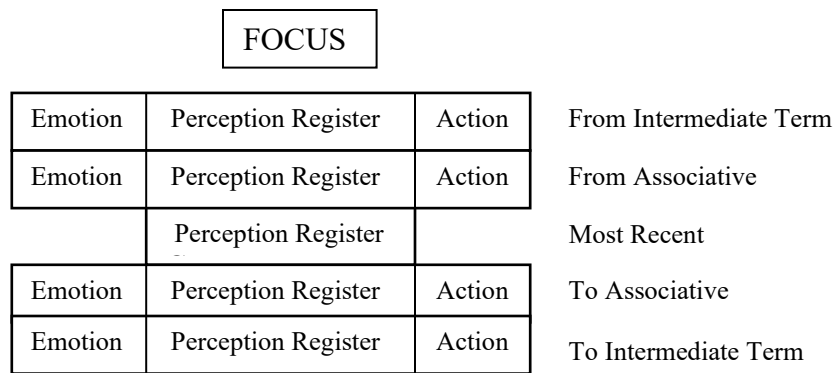 FOCUS
Emotion Perception Register Action From Intermediate Term
Emotion Perception Register Action From Associative
Perception Register Most Recent
Emotion Perception Register Action To Associative
Emotion Perception Register Action To Intermediate Term